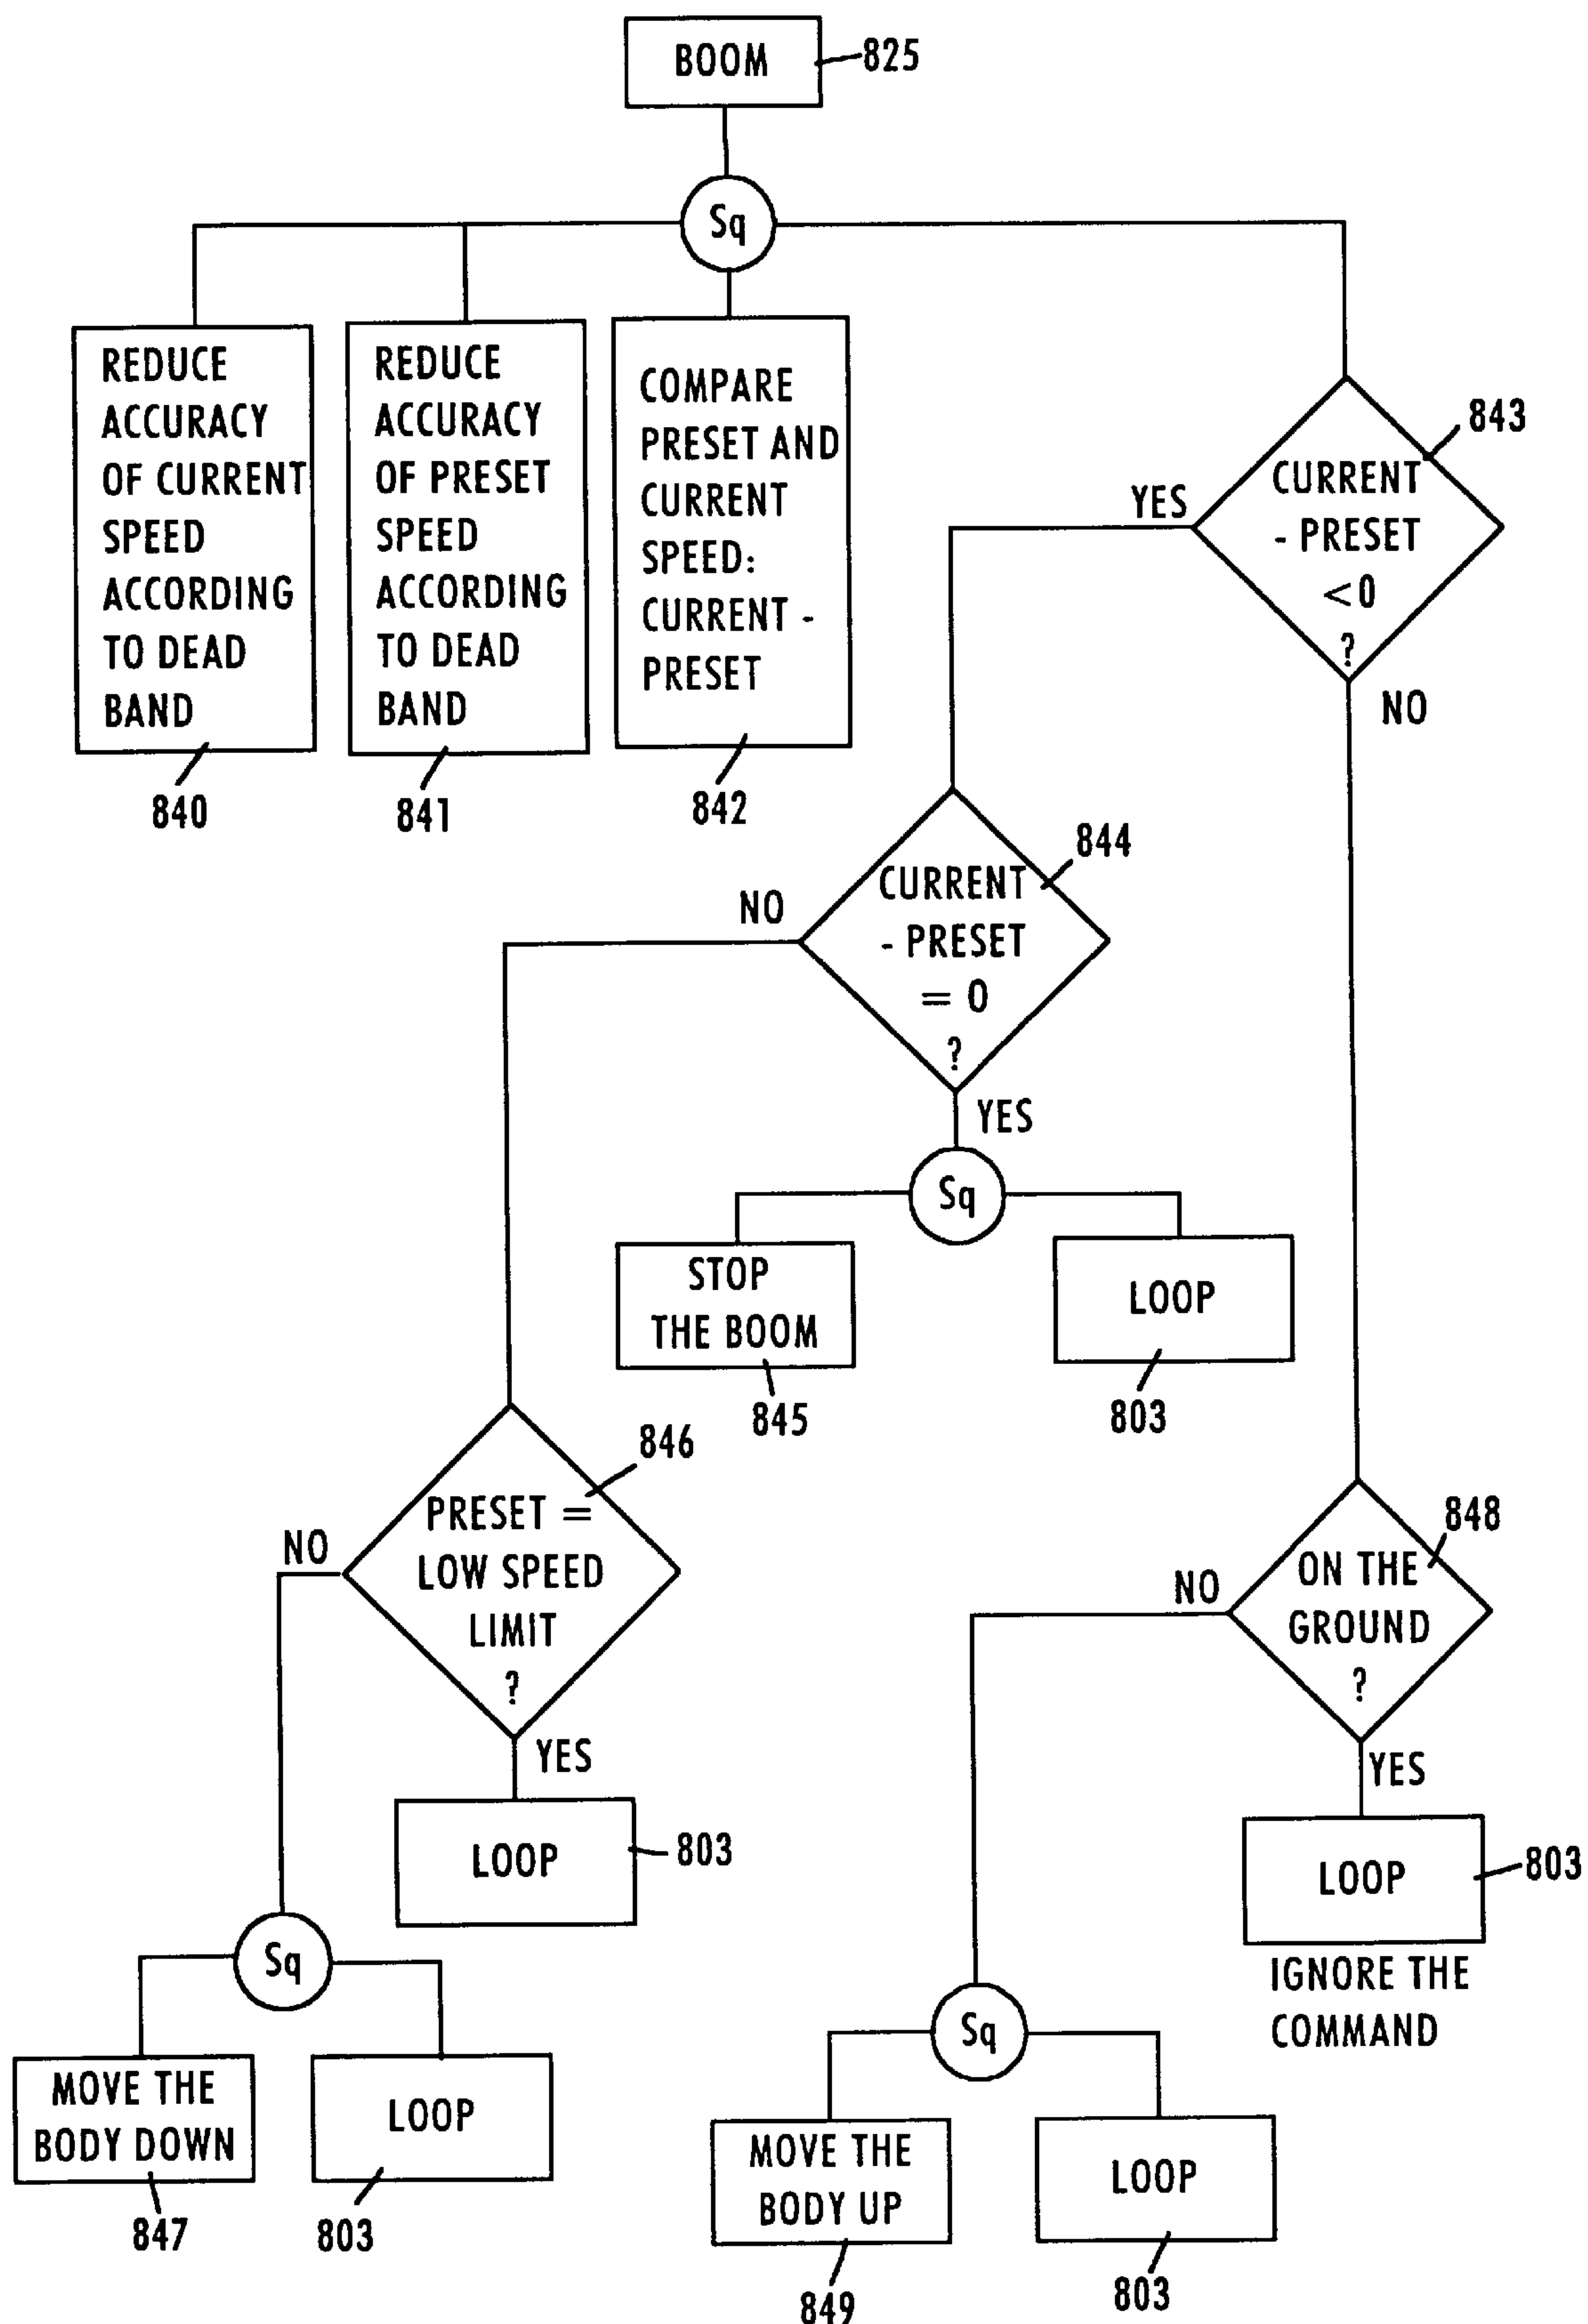 BOOM
825
Sq
REDUCE
ACCURACY
OF CURRENT
SPEED
ACCORDING
TO DEAD
BAND
840
REDUCE
ACCURACY
OF PRESET
SPEED
ACCORDING
TO DEAD
BAND
841
COMPARE
PRESET AND
CURRENT
SPEED:
CURRENT -
PRESET
842
843
CURRENT
- PRESET
<0
?
YES
NO
844
CURRENT
- PRESET
= 0
?
NO
YES
Sq
STOP
THE BOOM
845
LOOP
803
846
PRESET =
LOW SPEED
LIMIT
?
NO
YES
LOOP
803
848
ON THE
GROUND
?
NO
YES
LOOP
803
IGNORE THE
COMMAND
Sq
MOVE THE
BODY DOWN
847
LOOP
803
Sq
MOVE THE
BODY UP
849
LOOP
803